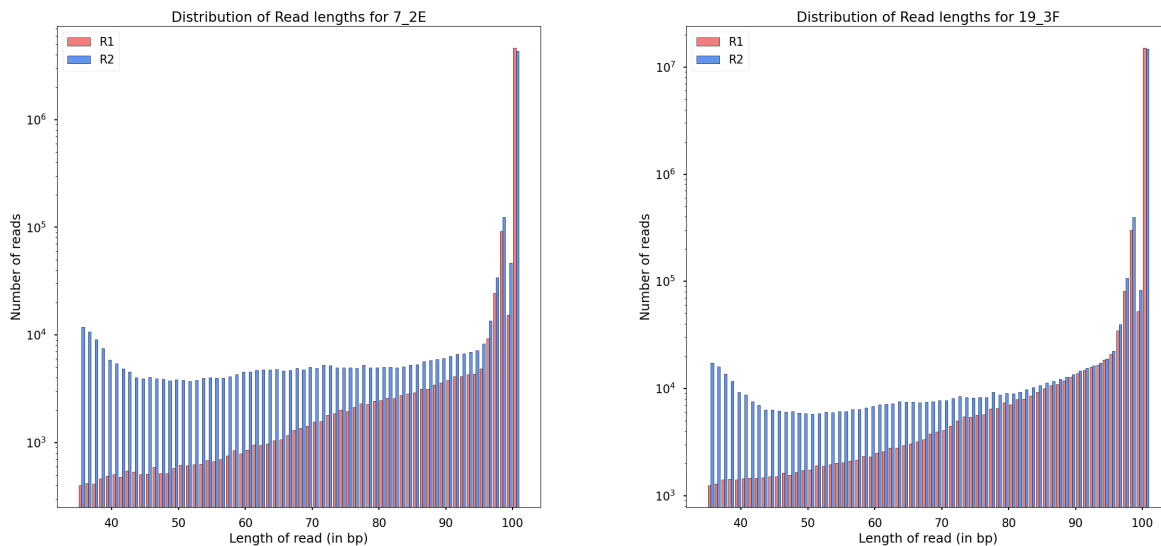 Distribution of Read lengths for 7_2E
R1
R2
10^6
10^5
10^4
10^3
Number of reads
40 50 60 70 80 90 100
Length of read (in bp)
Distribution of Read lengths for 19_3F
R1
R2
10^7
10^6
10^5
10^4
10^3
Number of reads
40 50 60 70 80 90 100
Length of read (in bp)